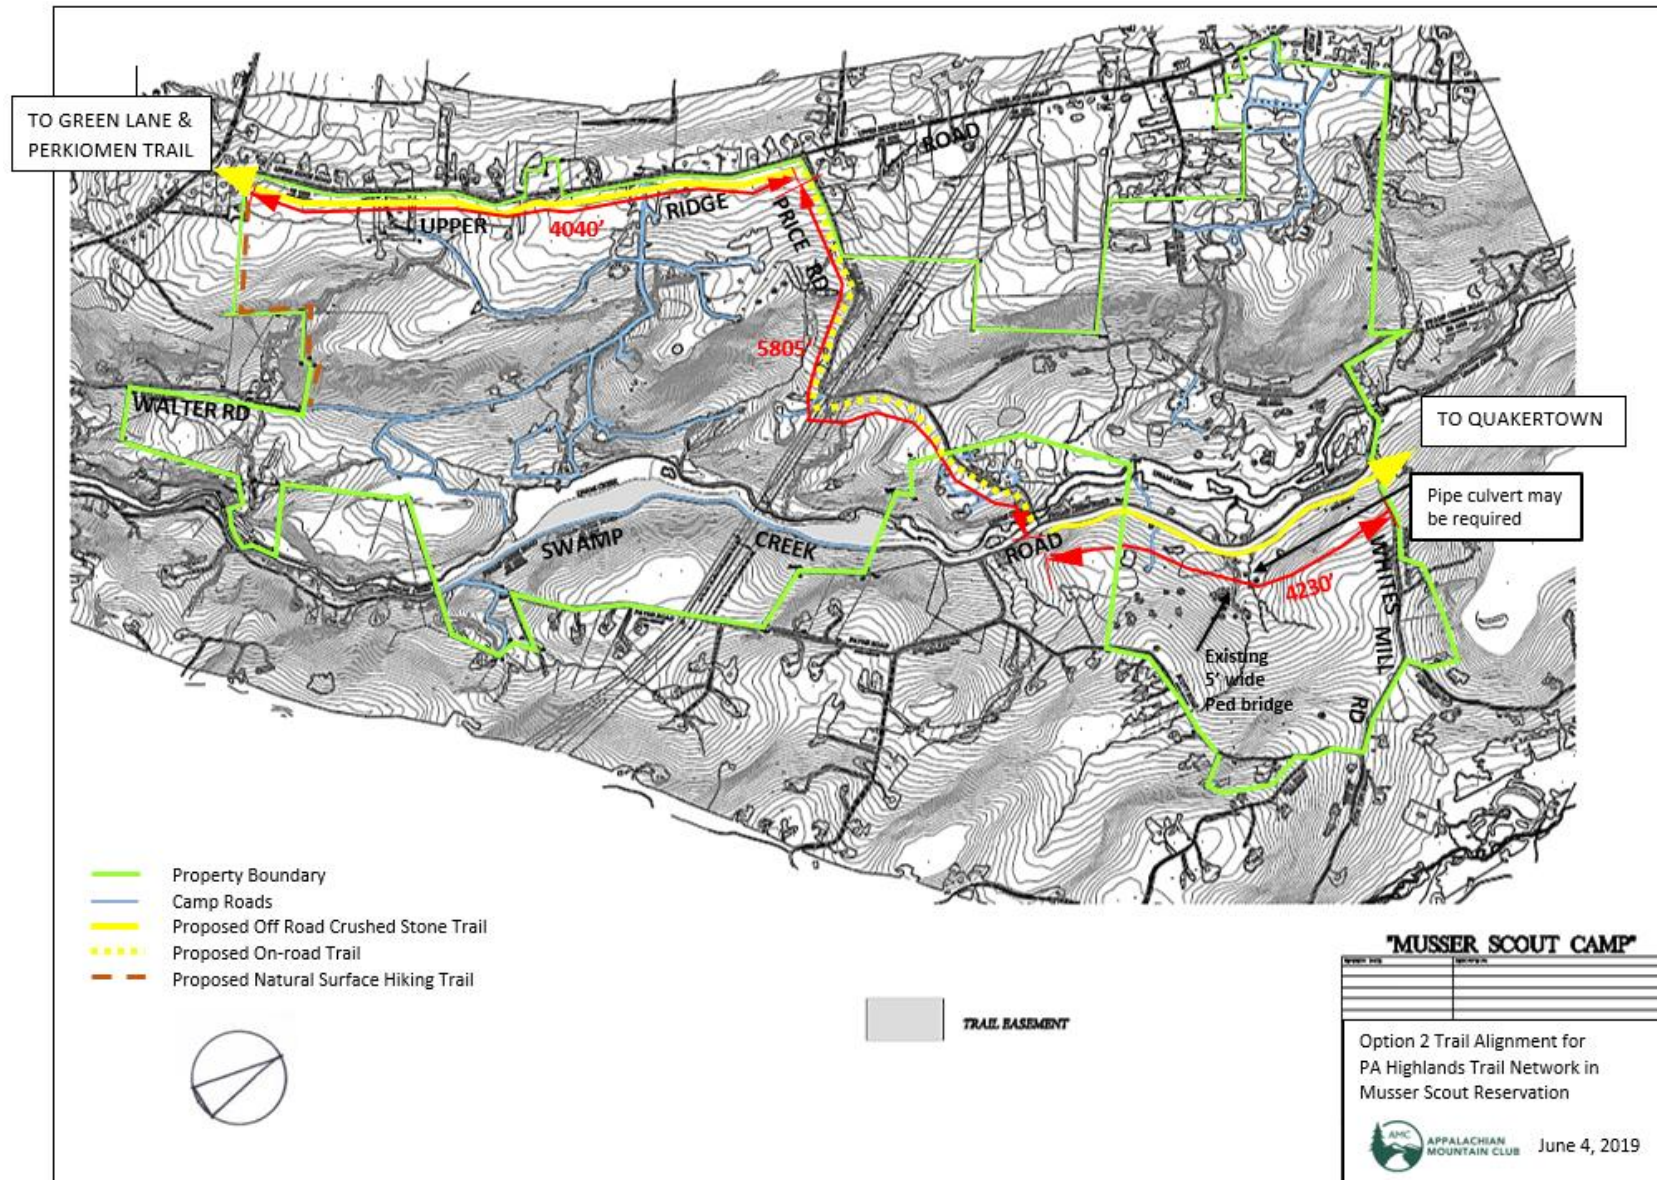 TO GREEN LANE &
PERKIOMEN TRAIL
UPPER
RIDGE
ROAD
4040'
PRICE RD
5805'
WALTER RD
SWAMP
CREEK
ROAD
TO QUAKERTOWN
Pipe culvert may
be required
4230'
WHITES MILL
RD
Existing
5' wide
Ped bridge
Property Boundary
Camp Roads
Proposed Off Road Crushed Stone Trail
Proposed On-road Trail
Proposed Natural Surface Hiking Trail
TRAIL EASEMENT
"MUSSER SCOUT CAMP"
Option 2 Trail Alignment for
PA Highlands Trail Network in
Musser Scout Reservation
AMC
APPALACHIAN
MOUNTAIN CLUB
June 4, 2019